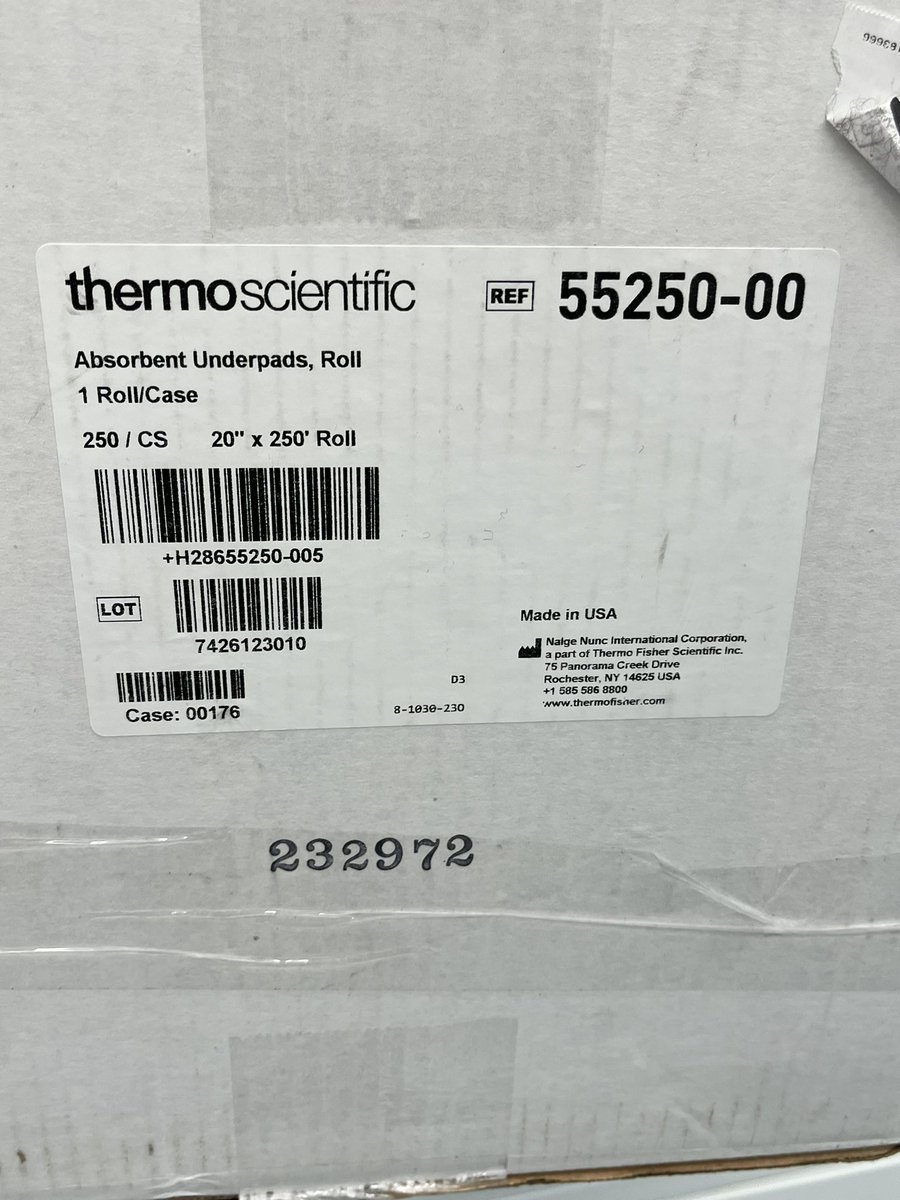 thermoscientific
REF 55250-00
Absorbent Underpads, Roll
1 Roll/Case
250 / CS 20" x 250' Roll
+H28655250-005
LOT
7426123010
Case: 00176
D3
8-1030-230
Made in USA
Nalge Nunc International Corporation,
a part of Thermo Fisher Scientific Inc.
75 Panorama Creek Drive
Rochester, NY 14625 USA
+1 585 586 8800
www.thermofisher.com
232972